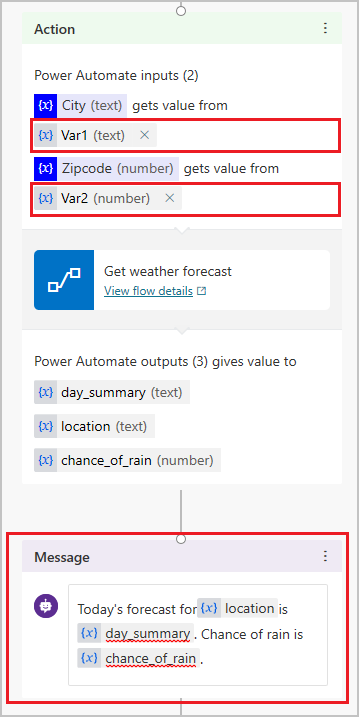 Action
Power Automate inputs (2)
{x} City (text) gets value from
{x} Var1 (text) ×
{x} Zipcode (number) gets value from
{x} Var2 (number) ×
Get weather forecast
View flow details
Power Automate outputs (3) gives value to
{x} day_summary (text)
{x} location (text)
{x} chance_of_rain (number)
Message
Today's forecast for {x} location is
{x} day_summary . Chance of rain is
{x} chance_of_rain .